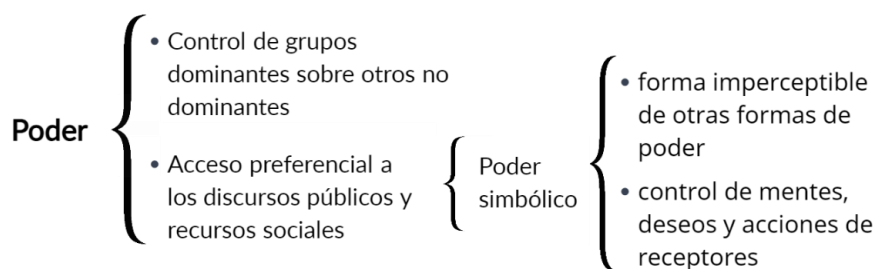 Poder
• Control de grupos
dominantes sobre otros no
dominantes
• Acceso preferencial a
los discursos públicos y
recursos sociales
Poder
simbólico
• forma imperceptible
de otras formas de
poder
• control de mentes,
deseos y acciones de
receptores